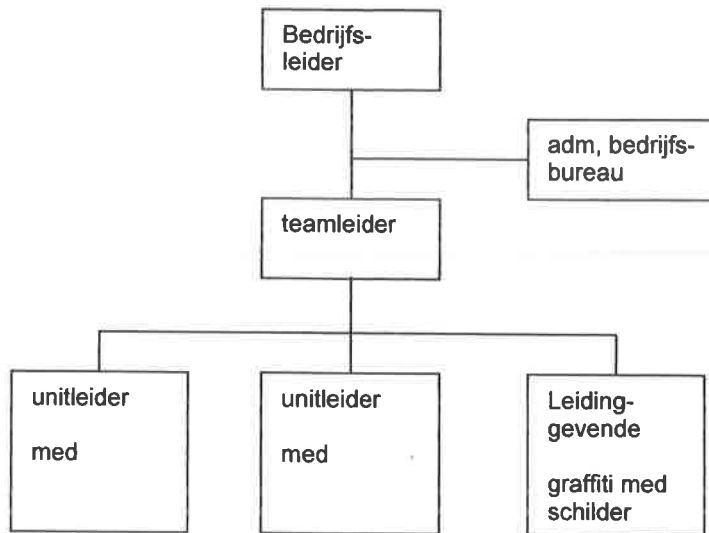 Bedrijfs-
leider
adm, bedrijfs-
bureau
teamleider
unitleider
med
unitleider
med
Leiding-
gevende
graffiti med
schilder